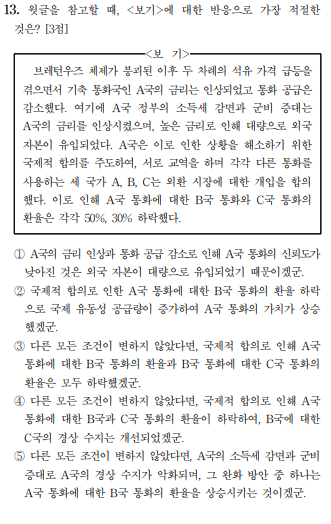 13. 윗글을 참고할 때, <보기>에 대한 반응으로 가장 적절한
것은? [3점]
<보 기>
브레턴우즈 체제가 붕괴된 이후 두 차례의 석유 가격 급등을
겪으면서 기축 통화국인 A국의 금리는 인상되었고 통화 공급은
감소했다. 여기에 A국 정부의 소득세 감면과 군비 증대는
A국의 금리를 인상시켰으며, 높은 금리로 인해 대량으로 외국
자본이 유입되었다. A국은 이로 인한 상황을 해소하기 위한
국제적 합의를 주도하여, 서로 교역을 하며 각각 다른 통화를
사용하는 세 국가 A, B, C는 외환 시장에 대한 개입을 합의
했다. 이로 인해 A국 통화에 대한 B국 통화와 C국 통화의
환율은 각각 50%, 30% 하락했다.
① A국의 금리 인상과 통화 공급 감소로 인해 A국 통화의 신뢰도가
낮아진 것은 외국 자본이 대량으로 유입되었기 때문이겠군.
② 국제적 합의로 인한 A국 통화에 대한 B국 통화의 환율 하락
으로 국제 유동성 공급량이 증가하여 A국 통화의 가치가 상승
했겠군.
③ 다른 모든 조건이 변하지 않았다면, 국제적 합의로 인해 A국
통화에 대한 B국 통화의 환율과 B국 통화에 대한 C국 통화의
환율은 모두 하락했겠군.
④ 다른 모든 조건이 변하지 않았다면, 국제적 합의로 인해 A국
통화에 대한 B국과 C국 통화의 환율이 하락하여, B국에 대한
C국의 경상 수지는 개선되었겠군.
⑤ 다른 모든 조건이 변하지 않았다면, A국의 소득세 감면과 군비
증대로 A국의 경상 수지가 악화되며, 그 완화 방안 중 하나는
A국 통화에 대한 B국 통화의 환율을 상승시키는 것이겠군.